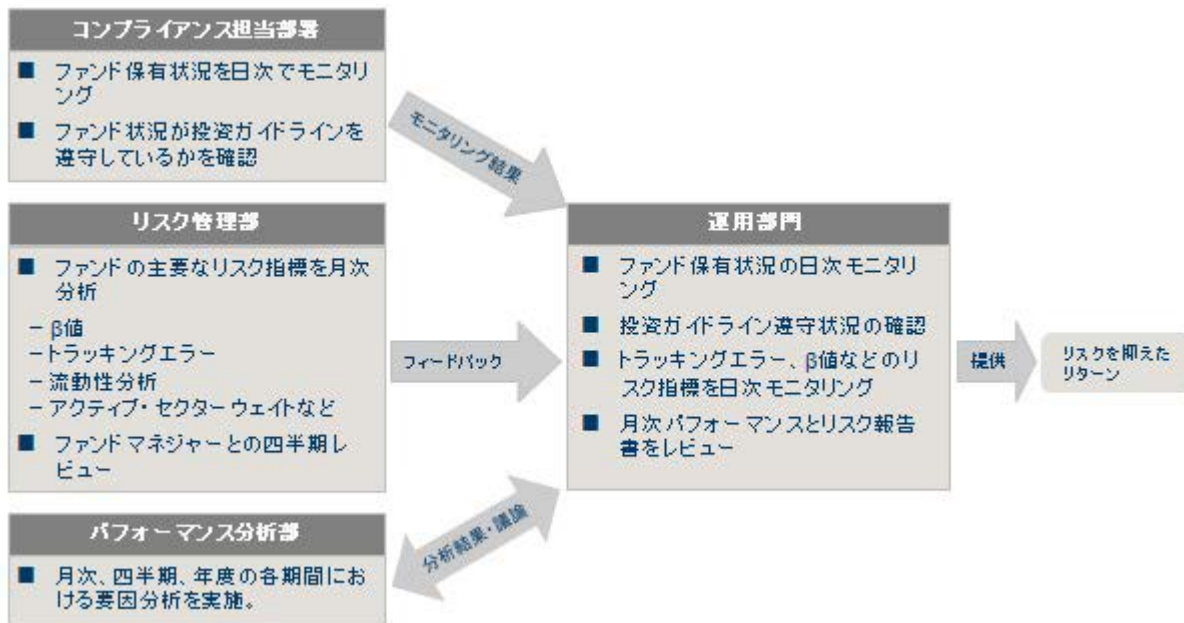 コンプライアンス担当部署
■ ファンド保有状況を日次でモニタリ
ング
■ ファンド状況が投資ガイドラインを
遵守しているかを確認
モニタリング結果
リスク管理部
■ ファンドの主要なリスク指標を月次
分析
－β値
－トラッキングエラー
－流動性分析
－アクティブ・セクターウェイトなど
■ ファンドマネジャーとの四半期レ
ビュー
フィードバック
パフォーマンス分析部
■ 月次、四半期、年度の各期間にお
ける要因分析を実施。
分析結果・議論
運用部門
■ ファンド保有状況の日次モニタリ
ング
■ 投資ガイドライン遵守状況の確認
■ トラッキングエラー、β値などのリ
スク指標を日次モニタリング
■ 月次パフォーマンスとリスク報告
書をレビュー
提供
リスクを抑えた
リターン